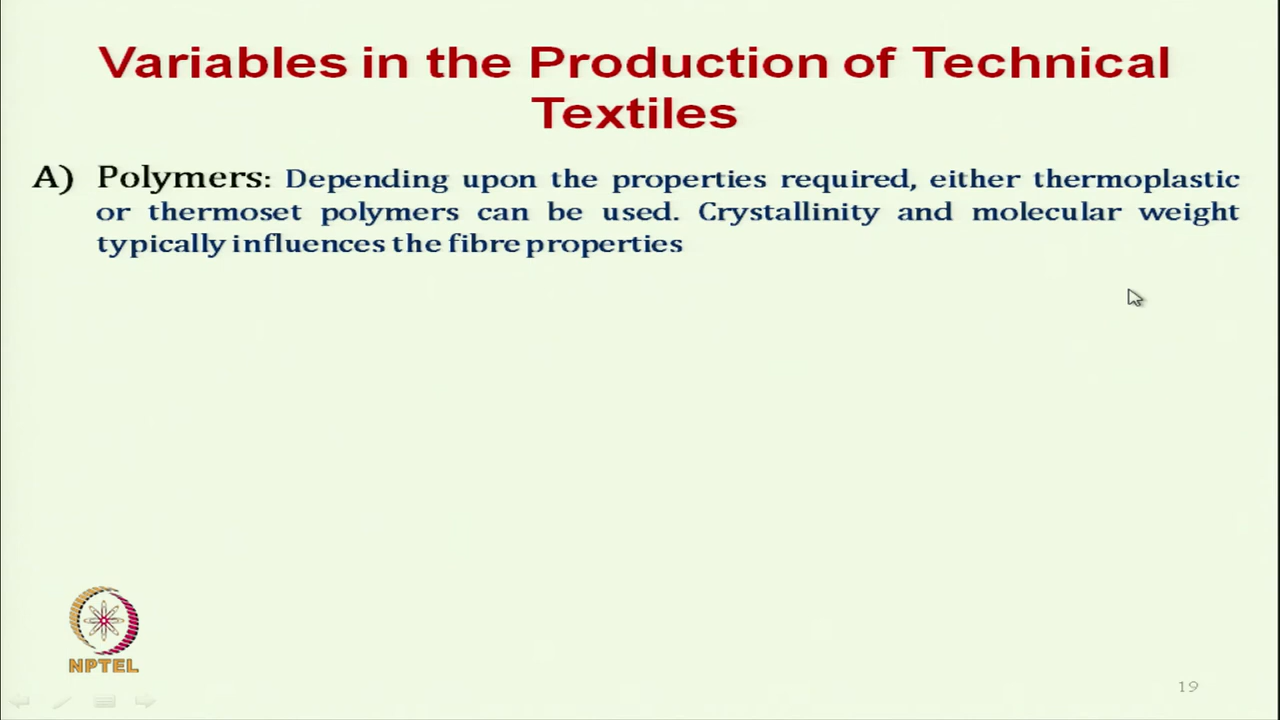 Variables in the Production of Technical
Textiles
A) Polymers: Depending upon the properties required, either thermoplastic
or thermoset polymers can be used. Crystallinity and molecular weight
typically influences the fibre properties
NPTEL
19